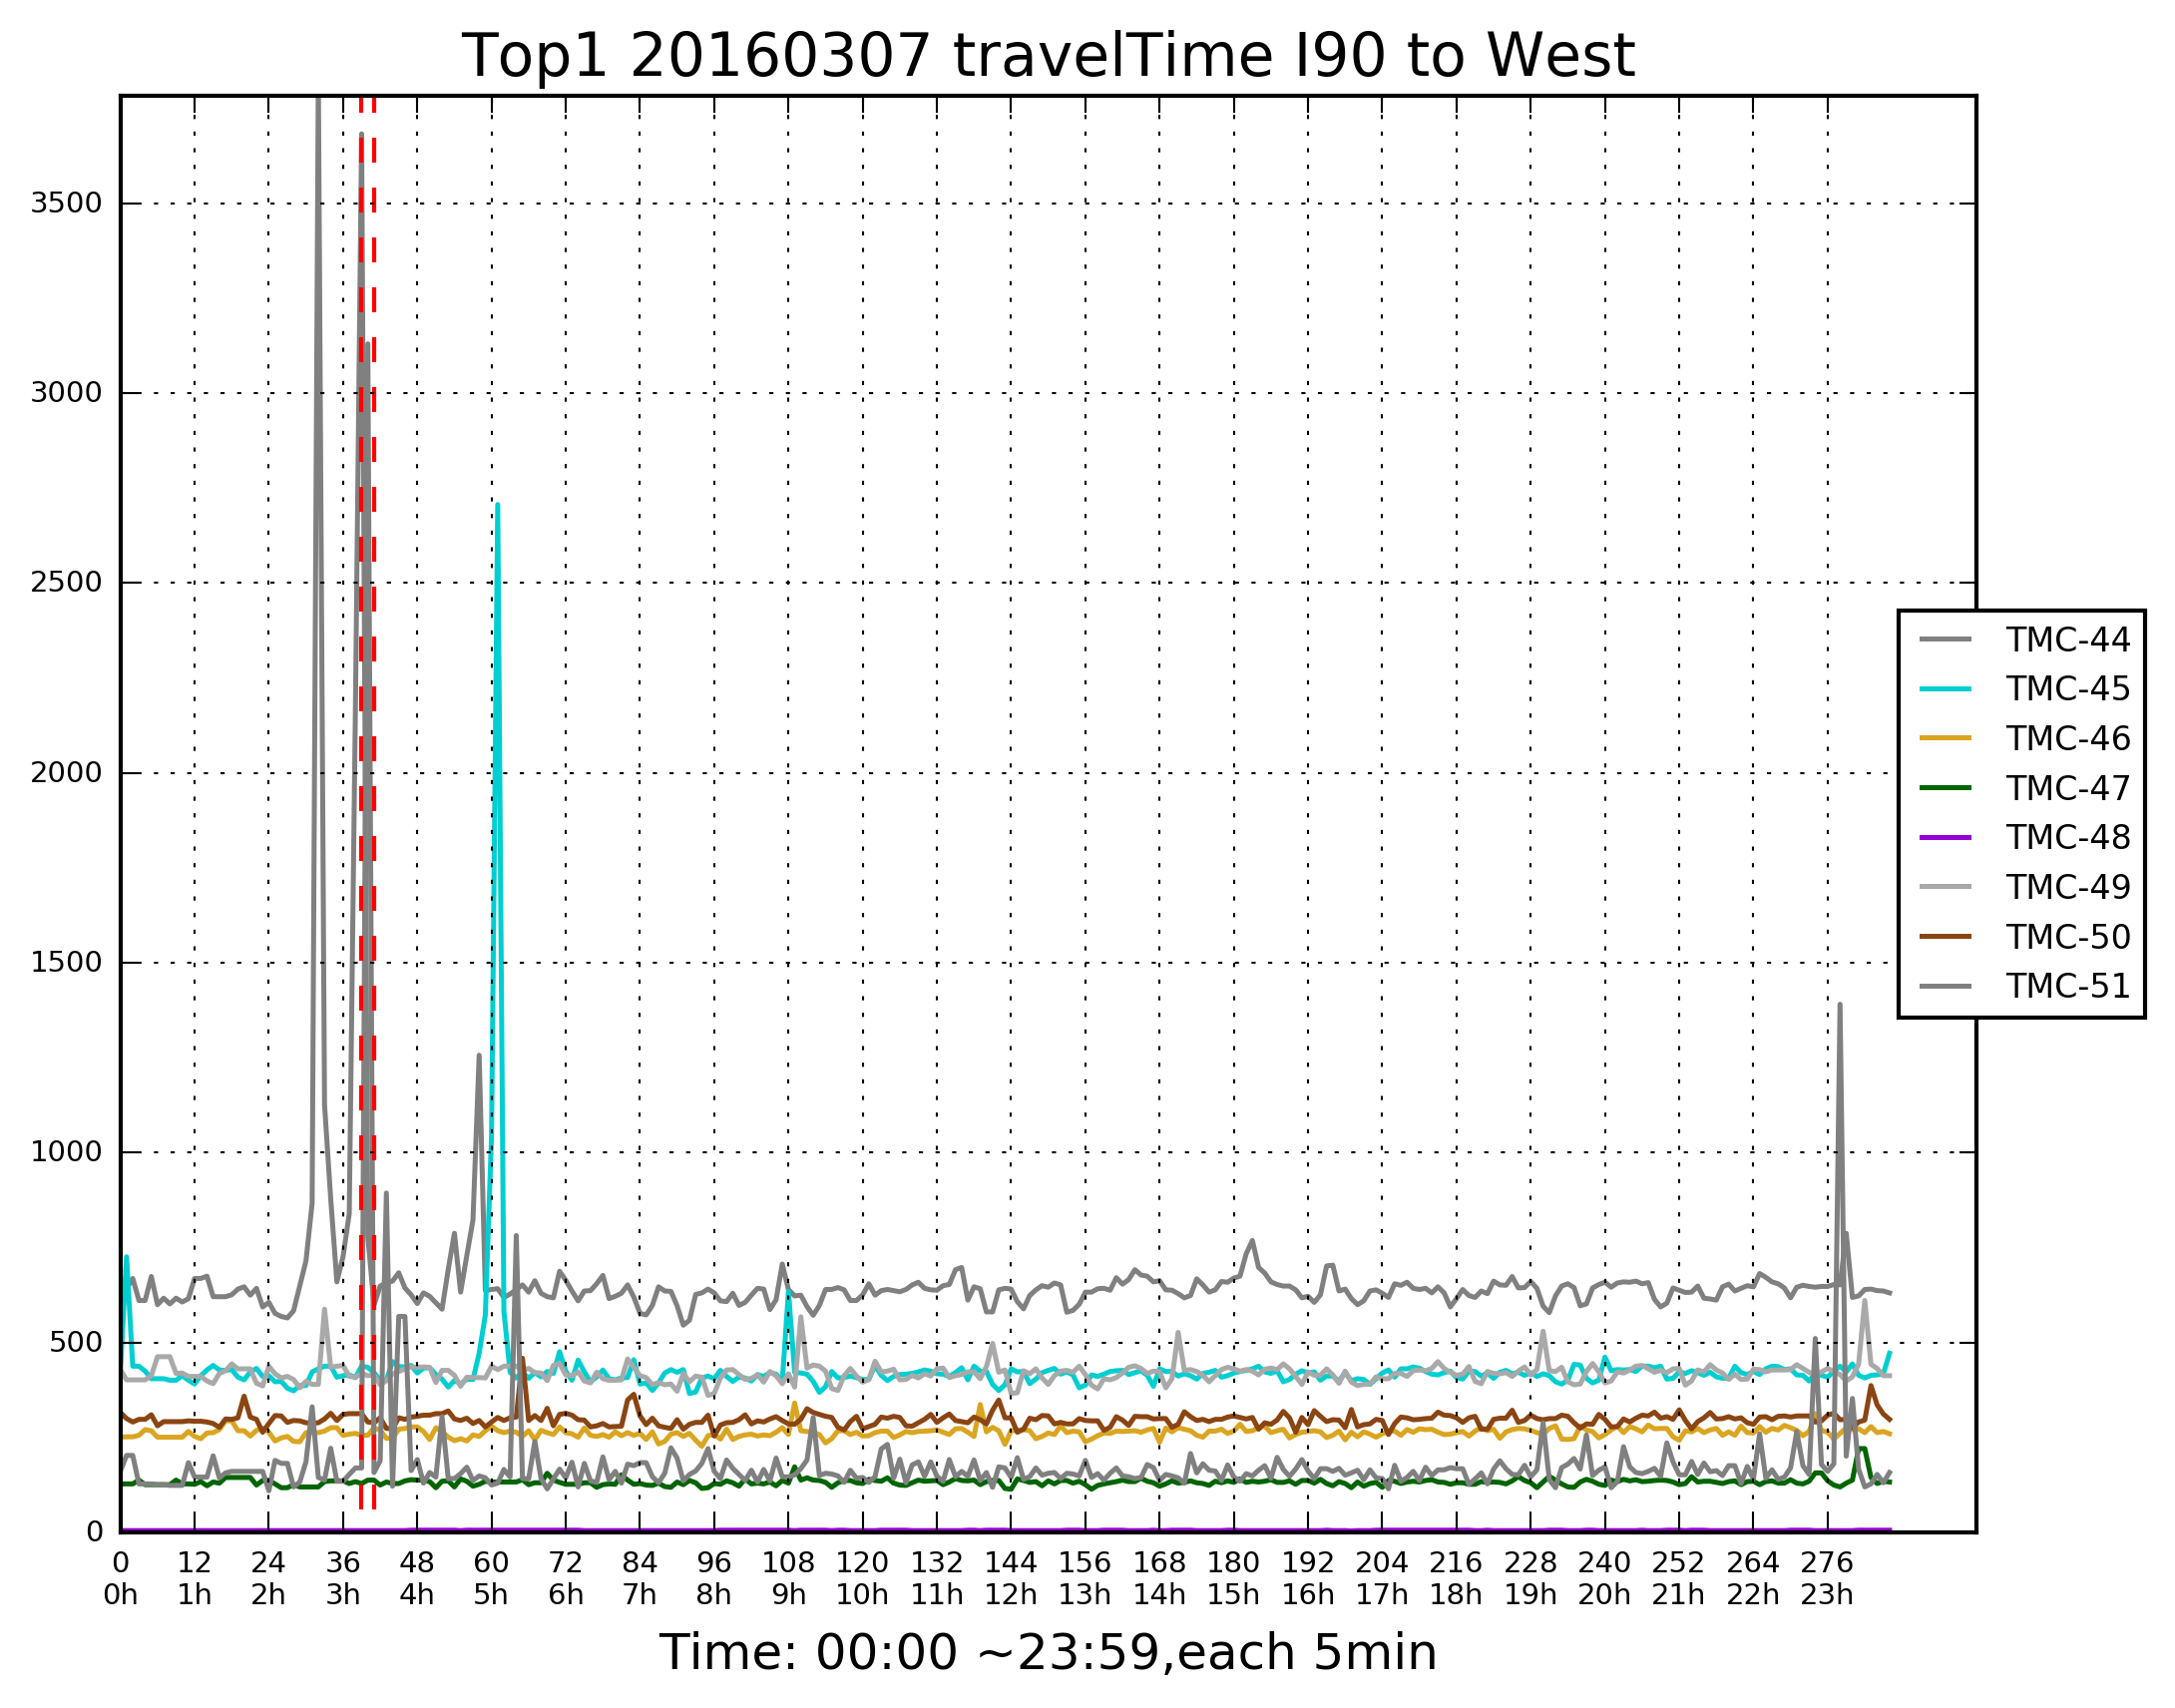 Top1 20160307 travelTime I90 to West
3500
3000
2500
2000
1500
1000
500
0
TMC-44
TMC-45
TMC-46
TMC-47
TMC-48
TMC-49
TMC-50
TMC-51
0 12 24 36 48 60 72 84 96 108 120 132 144 156 168 180 192 204 216 228 240 252 264 276
0h 1h 2h 3h 4h 5h 6h 7h 8h 9h 10h 11h 12h 13h 14h 15h 16h 17h 18h 19h 20h 21h 22h 23h
Time: 00:00 ~23:59,each 5min